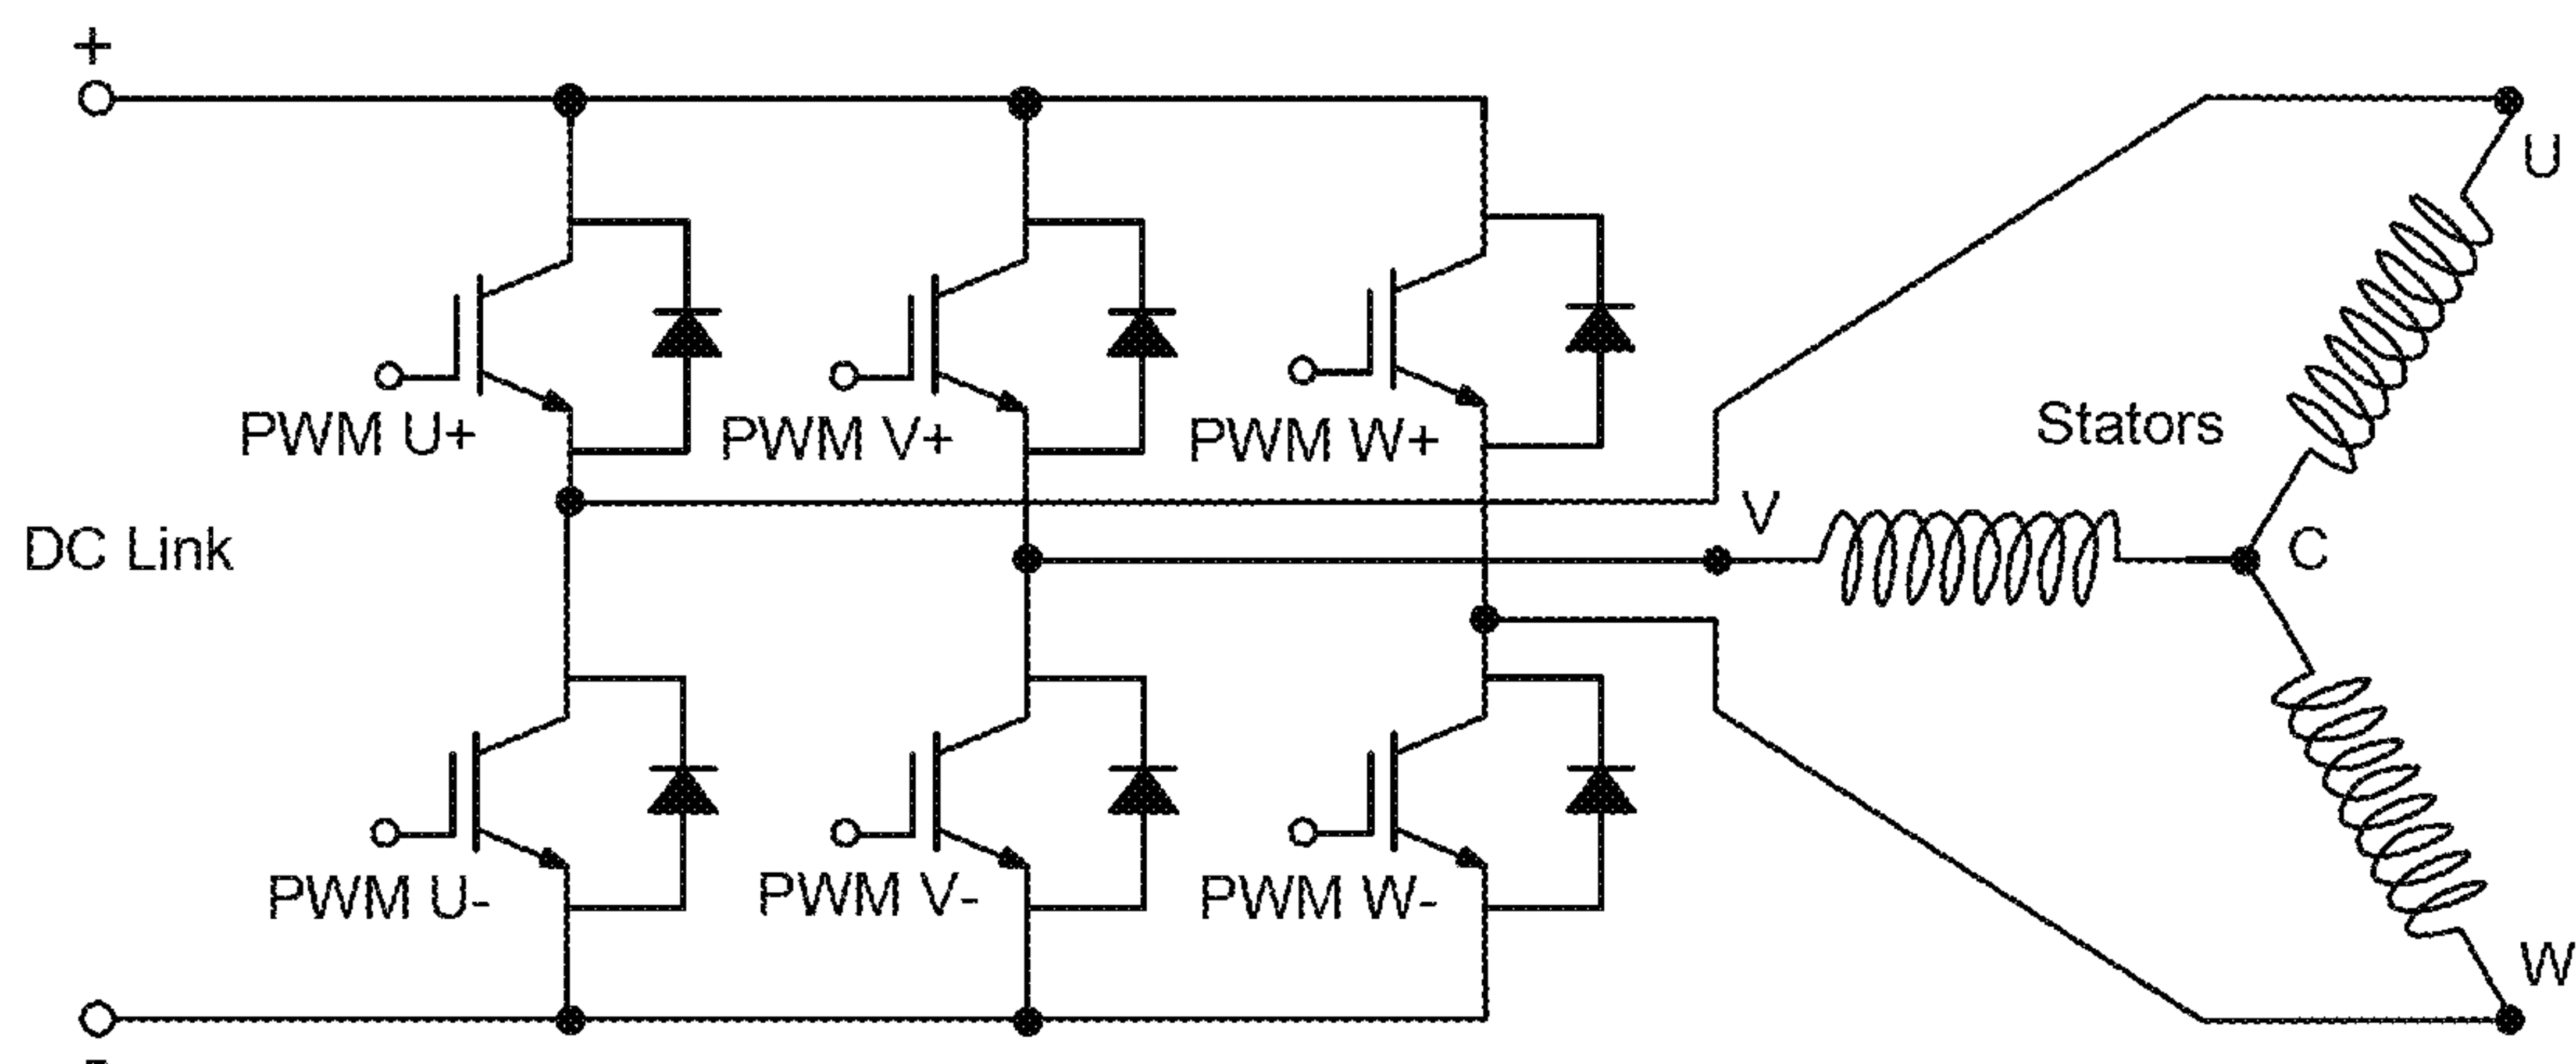 +
U
PWM U+
PWM V+
PWM W+
Stators
V
DC Link
C
PWM U-
PWM V-
PWM W-
W
-